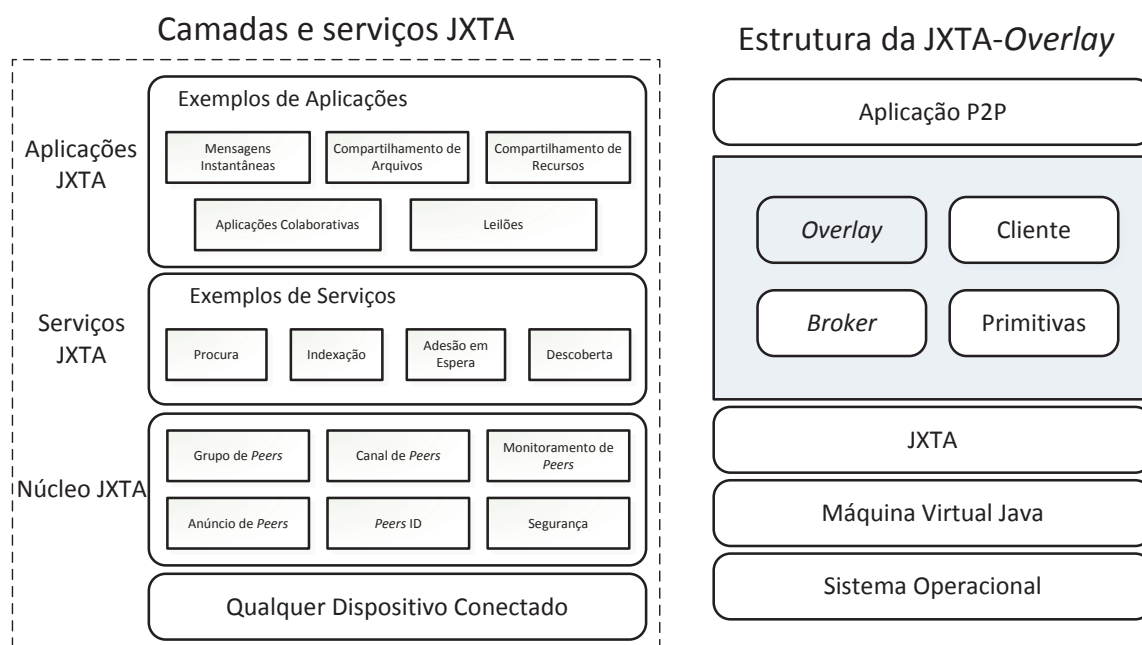 Camadas e serviços JXTA
Aplicações
JXTA
Exemplos de Aplicações
Mensagens
Instantâneas
Compartilhamento de
Arquivos
Compartilhamento de
Recursos
Aplicações Colaborativas
Leilões
Serviços
JXTA
Exemplos de Serviços
Procura
Indexação
Adesão em
Espera
Descoberta
Núcleo JXTA
Grupo de Peers
Canal de Peers
Monitoramento de
Peers
Anúncio de Peers
Peers ID
Segurança
Qualquer Dispositivo Conectado
Estrutura da JXTA-Overlay
Aplicação P2P
Overlay
Cliente
Broker
Primitivas
JXTA
Máquina Virtual Java
Sistema Operacional